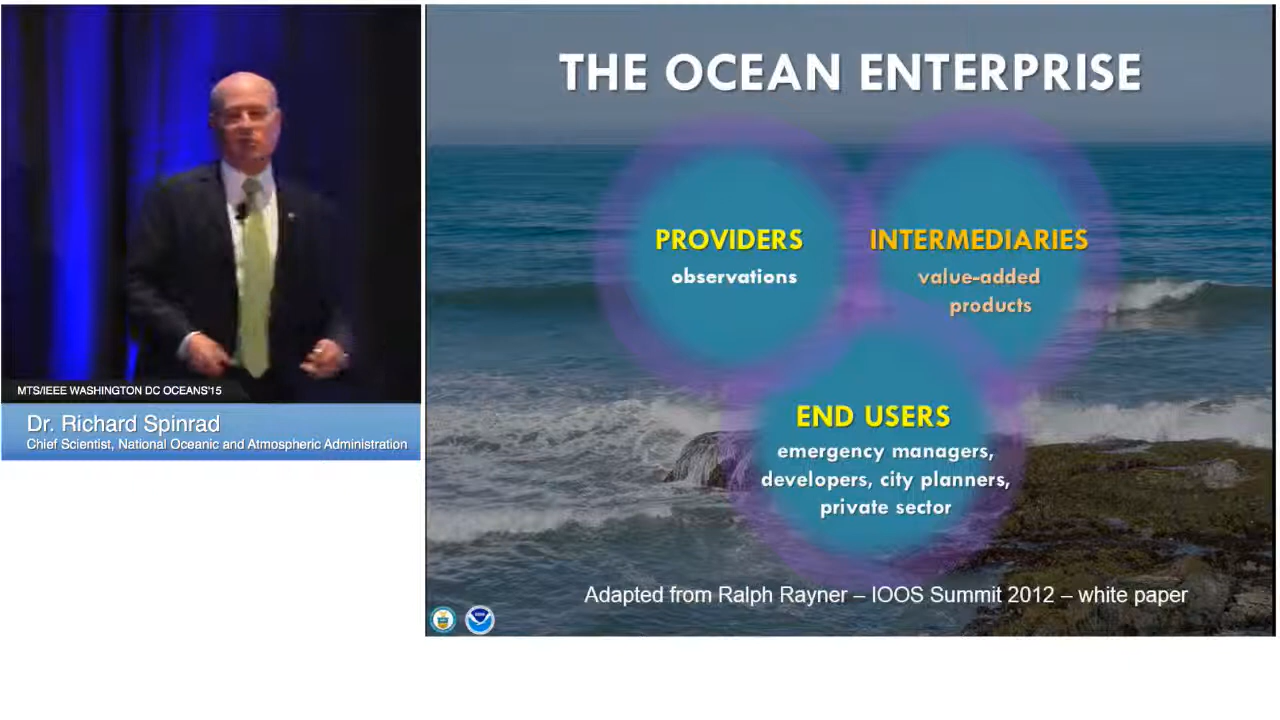 THE OCEAN ENTERPRISE
PROVIDERS
observations
INTERMEDIARIES
value-added
products
END USERS
emergency managers,
developers, city planners,
private sector
Adapted from Ralph Rayner – IOOS Summit 2012 – white paper
MTS/IEEE WASHINGTON DC OCEANS'15
Dr. Richard Spinrad
Chief Scientist, National Oceanic and Atmospheric Administration